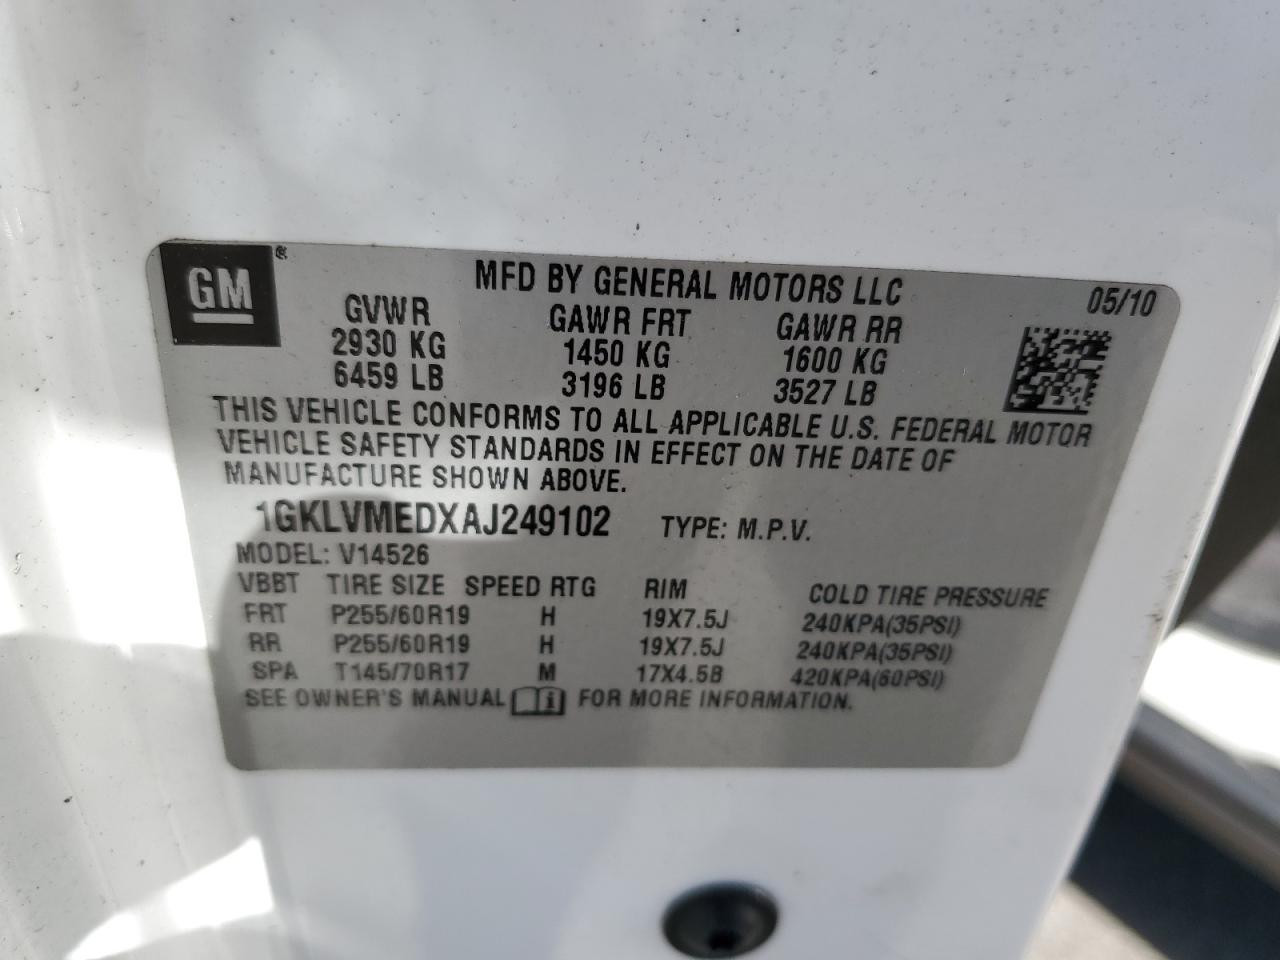 GM ®
MFD BY GENERAL MOTORS LLC 05/10
GVWR GAWR FRT GAWR RR
2930 KG 1450 KG 1600 KG
6459 LB 3196 LB 3527 LB
THIS VEHICLE CONFORMS TO ALL APPLICABLE U.S. FEDERAL MOTOR
VEHICLE SAFETY STANDARDS IN EFFECT ON THE DATE OF
MANUFACTURE SHOWN ABOVE.
1GKLVMEDXAJ249102 TYPE: M.P.V.
MODEL: V14526
VBBT TIRE SIZE SPEED RTG RIM COLD TIRE PRESSURE
FRT P255/60R19 H 19X7.5J 240KPA(35PSI)
RR P255/60R19 H 19X7.5J 240KPA(35PSI)
SPA T145/70R17 M 17X4.5B 420KPA(60PSI)
SEE OWNER'S MANUAL i FOR MORE INFORMATION.